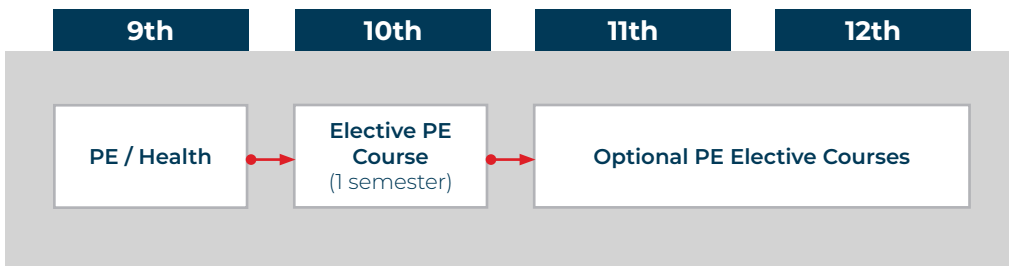 9th
10th
11th
12th
PE / Health
Elective PE
Course
(1 semester)
Optional PE Elective Courses